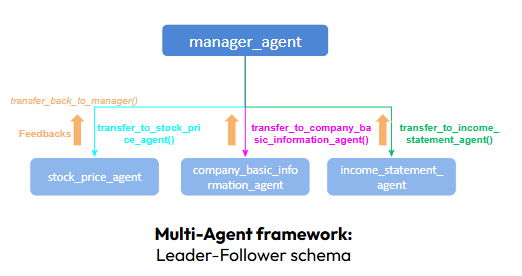 manager_agent
transfer_back_to_manager()
Feedbacks
transfer_to_stock_pri
ce_agent()
transfer_to_company_ba
sic_information_agent()
transfer_to_income_
statement_agent()
stock_price_agent
company_basic_info
rmation_agent
income_statement_
agent
Multi-Agent framework:
Leader-Follower schema